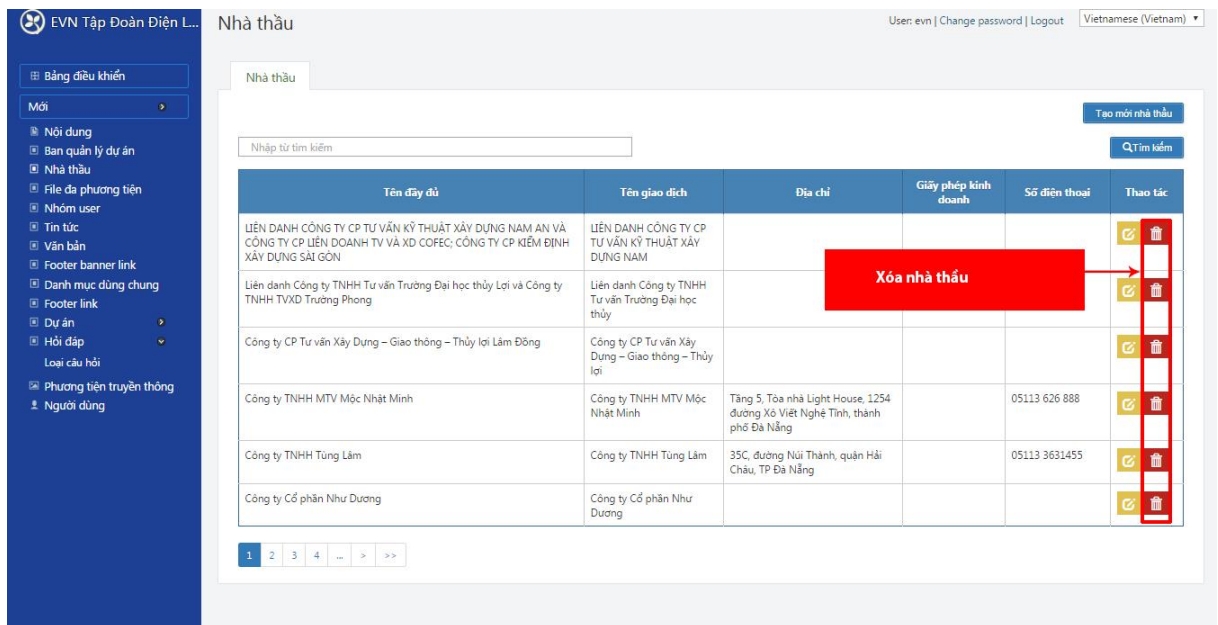 EVN Tập Đoàn Điện L...
Nhà thầu
User: evn | Change password | Logout
Vietnamese (Vietnam)
Bảng điều khiển
Mới
Nội dung
Ban quản lý dự án
Nhà thầu
File đa phương tiện
Nhóm user
Tin tức
Văn bản
Footer banner link
Danh mục dùng chung
Footer link
Dự án
Hỏi đáp
Loại câu hỏi
Phương tiện truyền thông
Người dùng
Nhà thầu
Tạo mới nhà thầu
Nhập từ tìm kiếm
Tìm kiếm
Tên đầy đủ
Tên giao dịch
Địa chỉ
Giấy phép kinh
doanh
Số điện thoại
Thao tác
LIÊN DANH CÔNG TY CP TƯ VẤN KỸ THUẬT XÂY DỰNG NAM AN VÀ
CÔNG TY CP LIÊN DOANH TV VÀ XD COFEC; CÔNG TY CP KIỂM ĐỊNH
XÂY DỰNG SÀI GÒN
LIÊN DANH CÔNG TY CP
TƯ VẤN KỸ THUẬT XÂY
DỰNG NAM
Xóa nhà thầu
Liên danh Công ty TNHH Tư vấn Trường Đại học thủy Lợi và Công ty
TNHH TVXD Trường Phong
Liên danh Công ty TNHH
Tư vấn Trường Đại học
thủy
Công ty CP Tư vấn Xây Dựng – Giao thông – Thủy lợi Lâm Đồng
Công ty CP Tư vấn Xây
Dựng – Giao thông – Thủy
lợi
Công ty TNHH MTV Mộc Nhật Minh
Công ty TNHH MTV Mộc
Nhật Minh
Tầng 5, Tòa nhà Light House, 1254
đường Xô Viết Nghệ Tĩnh, thành
phố Đà Nẵng
05113 626 888
Công ty TNHH Tùng Lâm
Công ty TNHH Tùng Lâm
35C, đường Núi Thành, quận Hải
Châu, TP Đà Nẵng
05113 3631455
Công ty Cổ phần Như Dương
Công ty Cổ phần Như
Dương
1 2 3 4 ... > >>